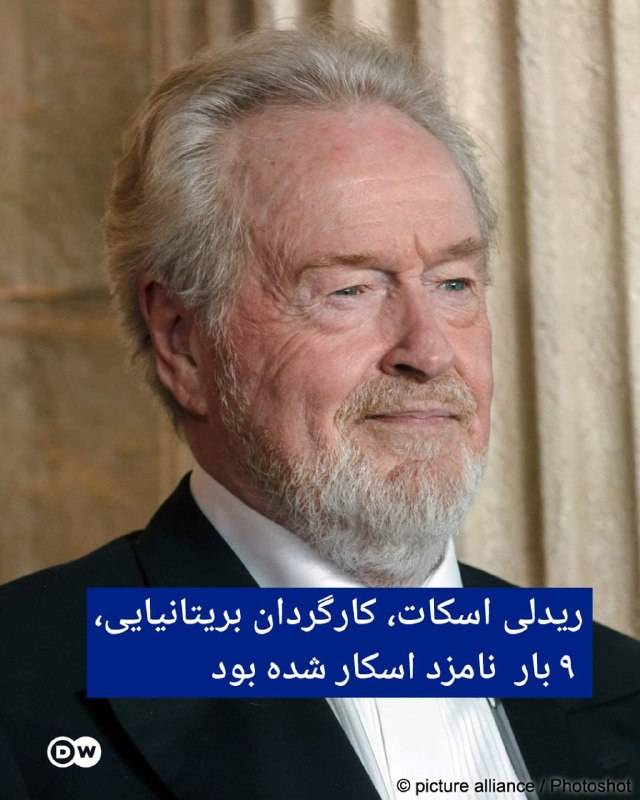 ریدلی اسکات، کارگردان بریتانیایی،
۹ بار نامزد اسکار شده بود
DW
© picture alliance / Photoshot